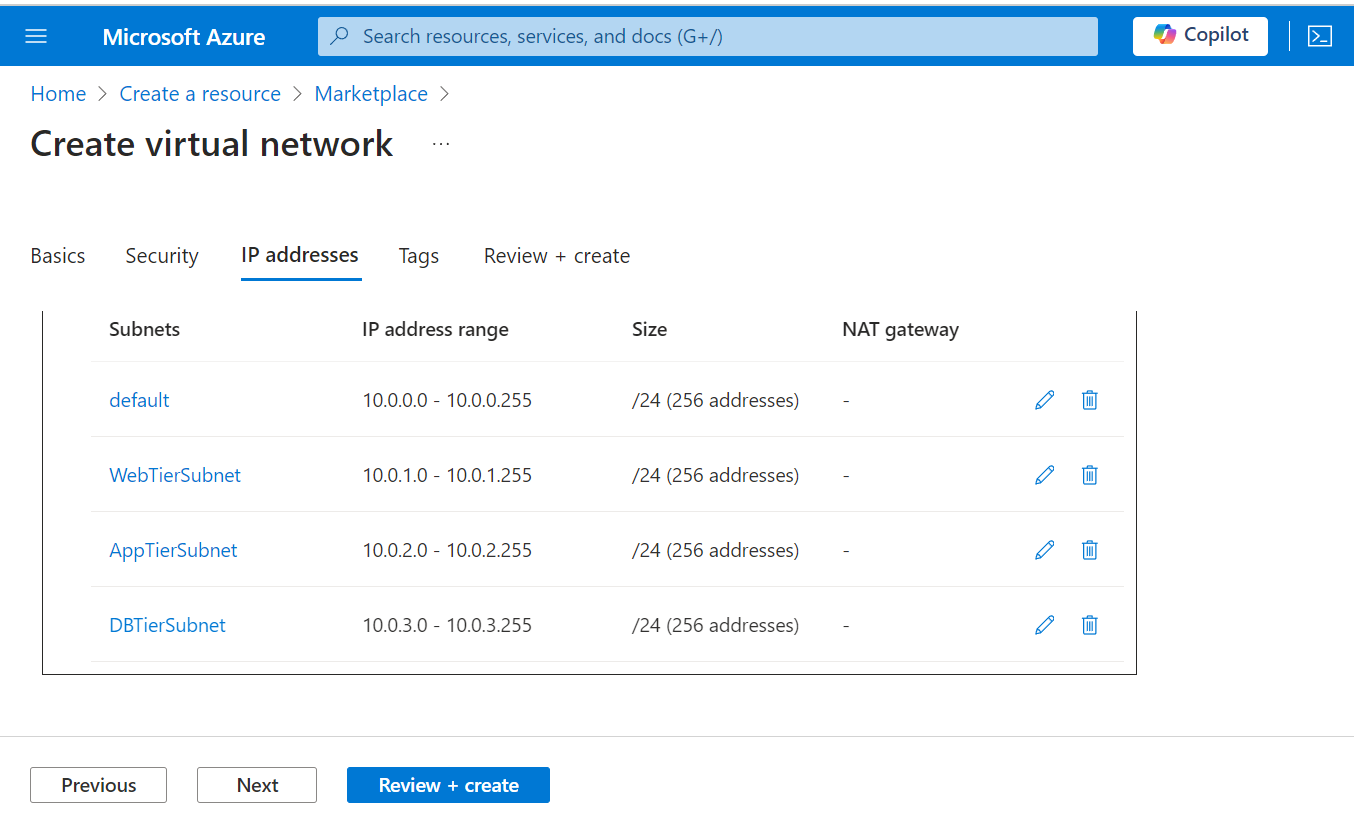 Microsoft Azure
Search resources, services, and docs (G+/)
Copilot
Home > Create a resource > Marketplace >
Create virtual network ...
Basics Security IP addresses Tags Review + create
Subnets IP address range Size NAT gateway
default 10.0.0.0 - 10.0.0.255 /24 (256 addresses) -
WebTierSubnet 10.0.1.0 - 10.0.1.255 /24 (256 addresses) -
AppTierSubnet 10.0.2.0 - 10.0.2.255 /24 (256 addresses) -
DBTierSubnet 10.0.3.0 - 10.0.3.255 /24 (256 addresses) -
Previous Next Review + create